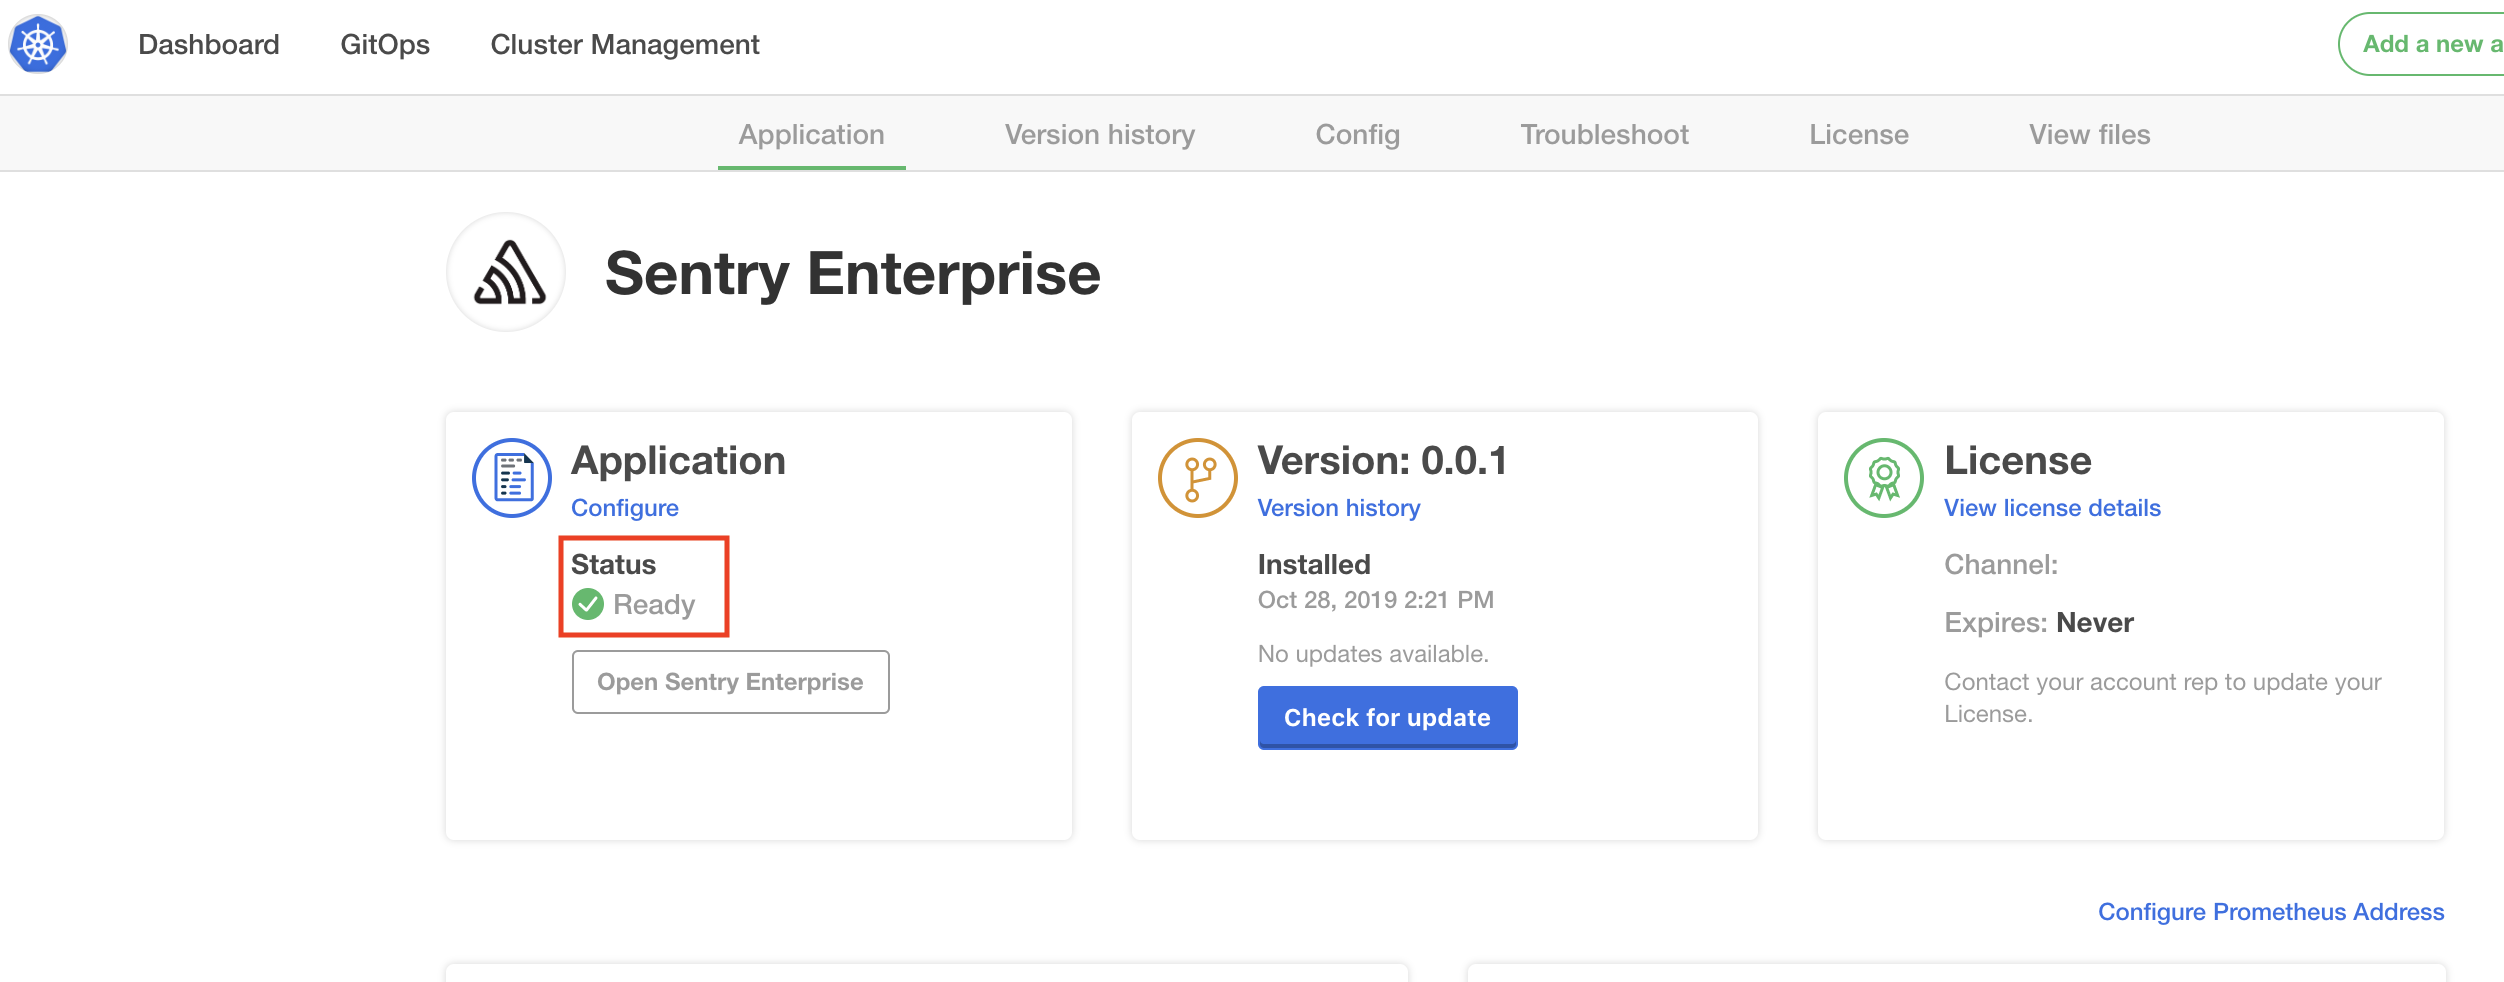 Dashboard GitOps Cluster Management Add a new a
Application Version history Config Troubleshoot License View files
Sentry Enterprise
Application
Configure
Status
Ready
Open Sentry Enterprise
Version: 0.0.1
Version history
Installed
Oct 28, 2019 2:21 PM
No updates available.
Check for update
License
View license details
Channel:
Expires: Never
Contact your account rep to update your
License.
Configure Prometheus Address